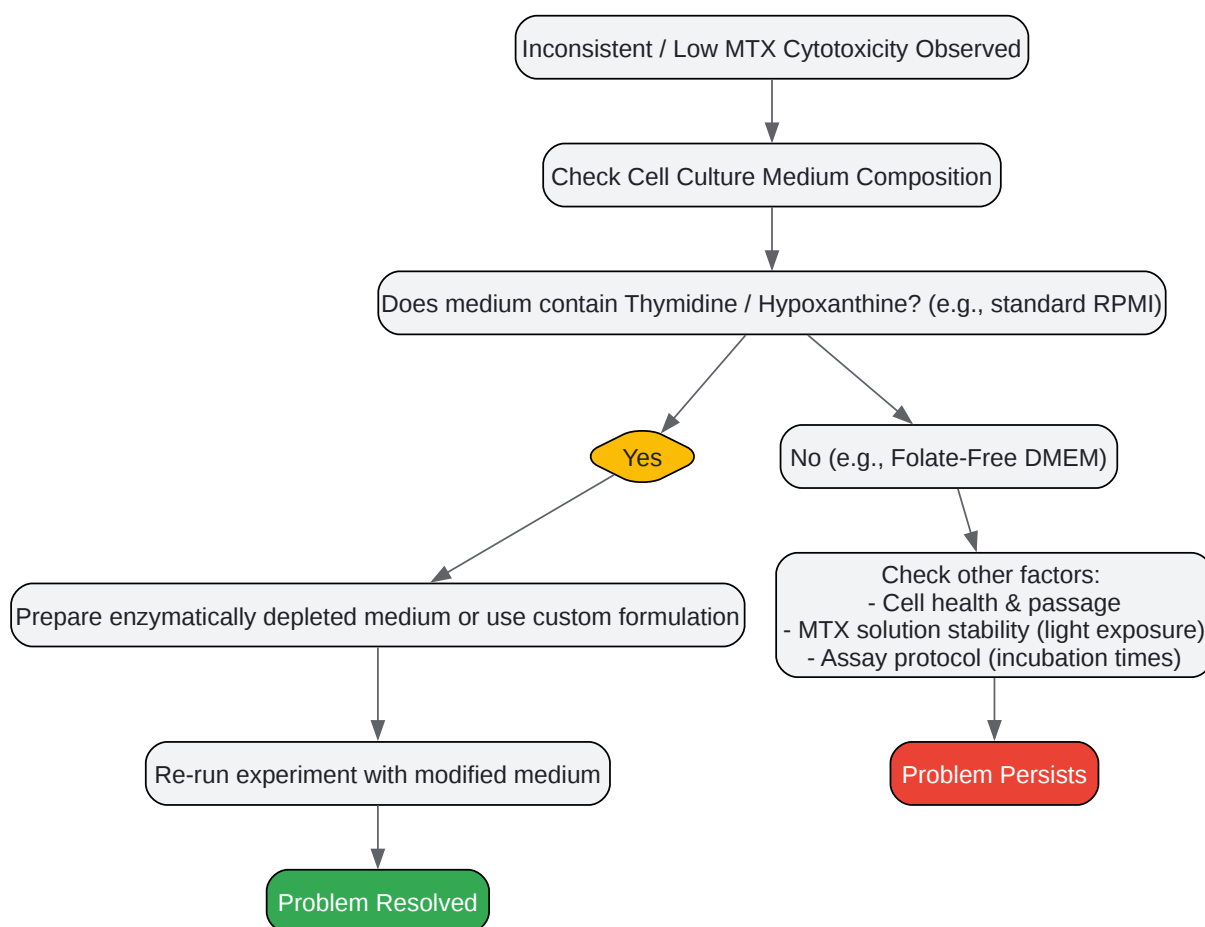 Inconsistent / Low MTX Cytotoxicity Observed
Check Cell Culture Medium Composition
Does medium contain Thymidine / Hypoxanthine? (e.g., standard RPMI)
Yes
No (e.g., Folate-Free DMEM)
Prepare enzymatically depleted medium or use custom formulation
Check other factors:
- Cell health & passage
- MTX solution stability (light exposure)
- Assay protocol (incubation times)
Re-run experiment with modified medium
Problem Persists
Problem Resolved